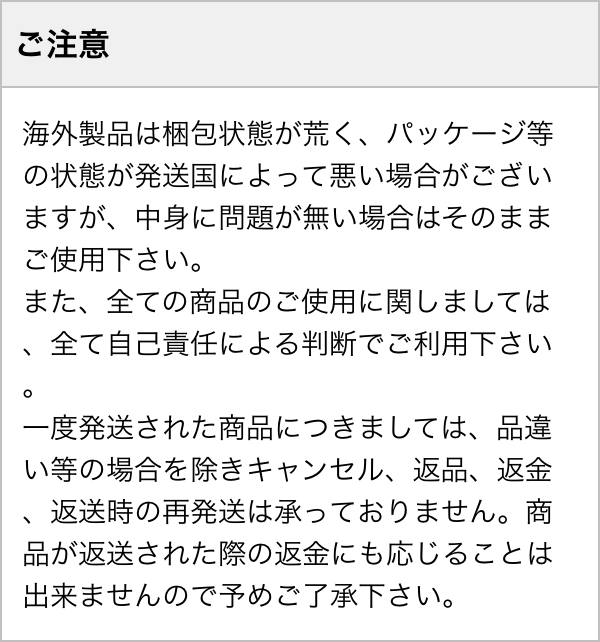 ご注意
海外製品は梱包状態が荒く、パッケージ等
の状態が発送国によって悪い場合がござい
ますが、中身に問題が無い場合はそのまま
ご使用下さい。
また、全ての商品のご使用に関しましては
、全て自己責任による判断でご利用下さい
。
一度発送された商品につきましては、品違
い等の場合を除きキャンセル、返品、返金
、返送時の再発送は承っておりません。商
品が返送された際の返金にも応じることは
出来ませんので予めご了承下さい。